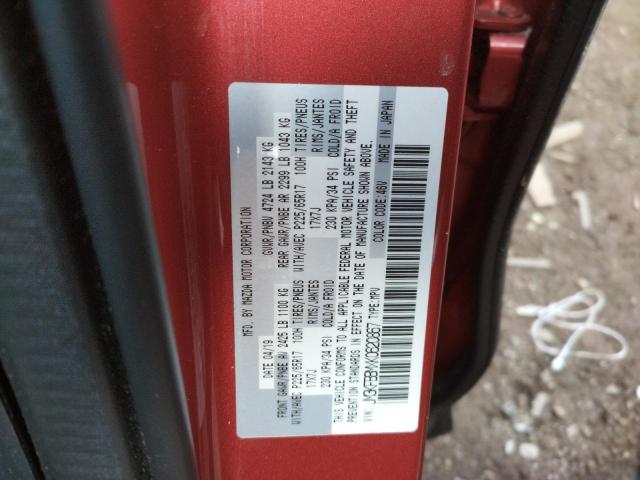 MFD. BY MAZDA MOTOR CORPORATION
DATE 04/19 GVWR/PNBV 4724 LB 2143 KG
FRONT GAWR/PNBE AV 2425 LB 1100 KG REAR GAWR/PNBE AR 2299 LB 1043 KG
WITH/AVEC P225/65R17 100H TIRES/PNEUS WITH/AVEC P225/65R17 100H TIRES/PNEUS
17X7J RIMS/JANTES 17X7J RIMS/JANTES
230 KPA/34 PSI COLD/A FROID 230 KPA/34 PSI COLD/A FROID
THIS VEHICLE CONFORMS TO ALL APPLICABLE FEDERAL MOTOR VEHICLE SAFETY AND THEFT
PREVENTION STANDARDS IN EFFECT ON THE DATE OF MANUFACTURE SHOWN ABOVE.
VIN: TYPE:MPV COLOR CODE:46V MADE IN JAPAN